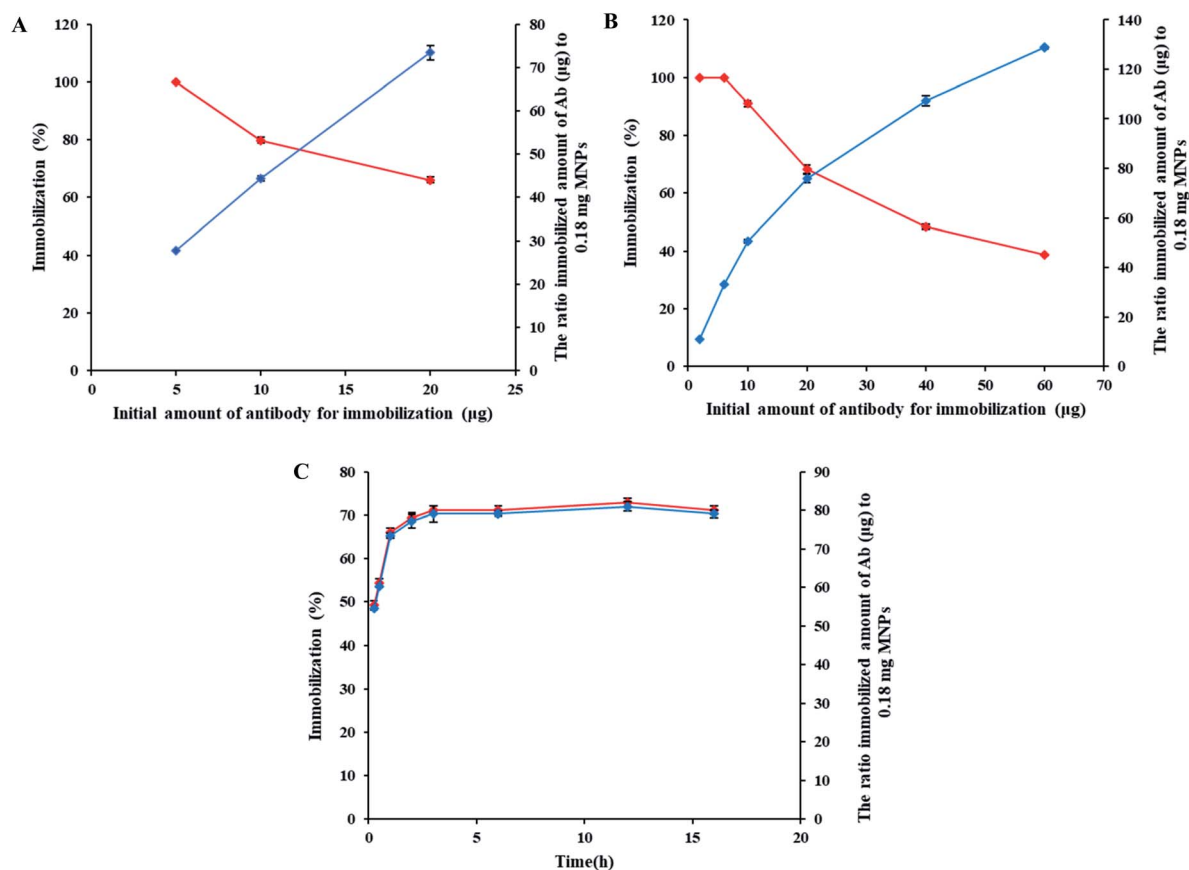 A
120
100
80
60
40
20
0
Immobilization (%)
0 5 10 15 20 25
Initial amount of antibody for immobilization (µg)
80
70
60
50
40
30
20
10
0
The ratio immobilized amount of Ab (µg) to
0.18 mg MNPs
B
120
100
80
60
40
20
0
Immobilization (%)
0 10 20 30 40 50 60 70
Initial amount of antibody for immobilization (µg)
140
120
100
80
60
40
20
0
The ratio immobilized amount of Ab (µg) to
0.18 mg MNPs
C
80
70
60
50
40
30
20
10
0
Immobilization (%)
0 5 10 15 20
Time(h)
90
80
70
60
50
40
30
20
10
0
The ratio immobilized amount of Ab (µg) to
0.18 mg MNPs